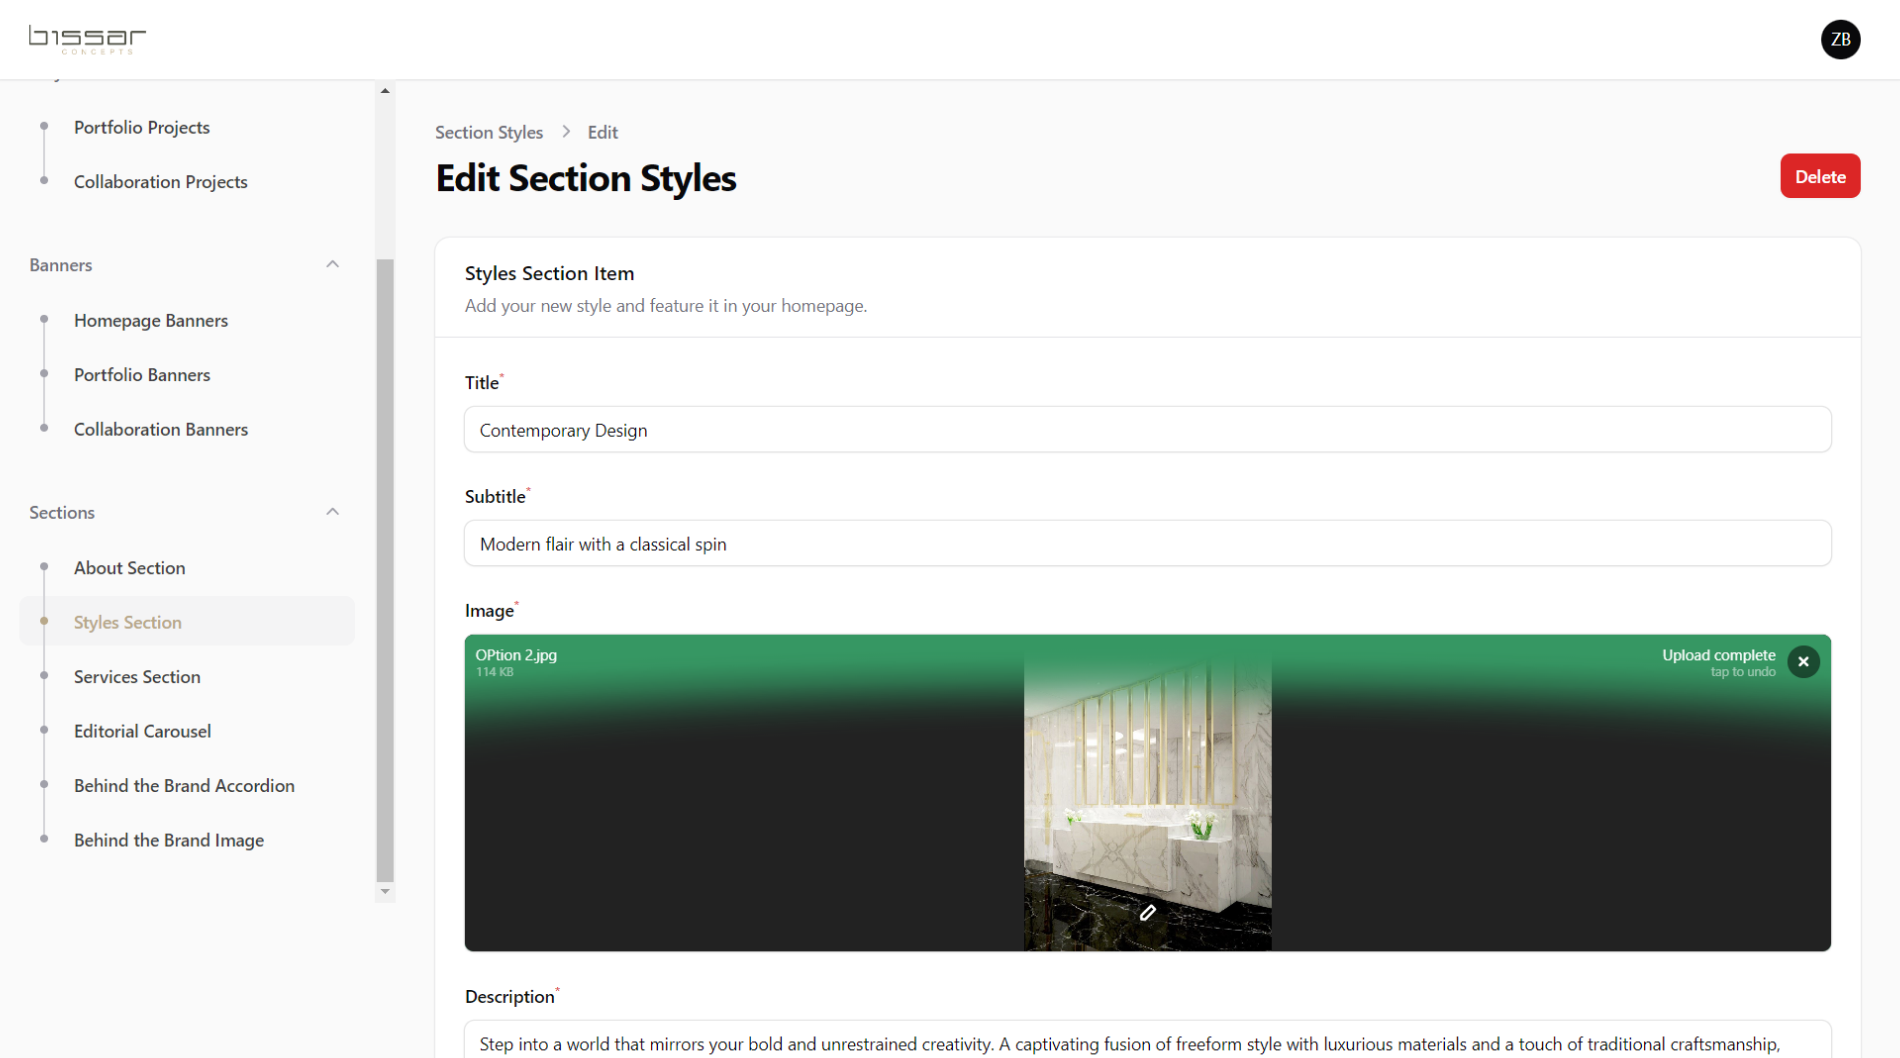 bissar
CONCEPTS
ZB
Portfolio Projects
Collaboration Projects
Banners
Homepage Banners
Portfolio Banners
Collaboration Banners
Sections
About Section
Styles Section
Services Section
Editorial Carousel
Behind the Brand Accordion
Behind the Brand Image
Section Styles > Edit
Edit Section Styles
Delete
Styles Section Item
Add your new style and feature it in your homepage.
Title*
Contemporary Design
Subtitle*
Modern flair with a classical spin
Image*
OPtion 2.jpg
114 KB
Upload complete
tap to undo
Description*
Step into a world that mirrors your bold and unrestrained creativity. A captivating fusion of freeform style with luxurious materials and a touch of traditional craftsmanship,